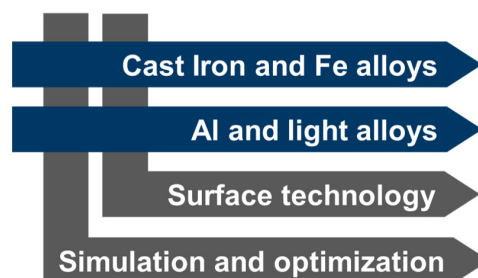 Cast Iron and Fe alloys
Al and light alloys
Surface technology
Simulation and optimization